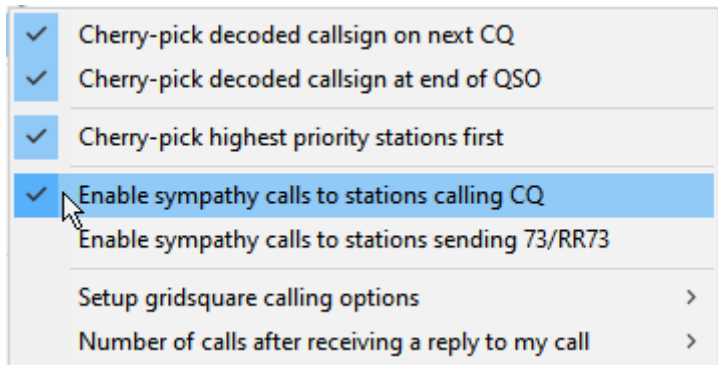 Cherry-pick decoded callsign on next CQ
Cherry-pick decoded callsign at end of QSO
Cherry-pick highest priority stations first
Enable sympathy calls to stations calling CQ
Enable sympathy calls to stations sending 73/RR73
Setup gridsquare calling options
Number of calls after receiving a reply to my call